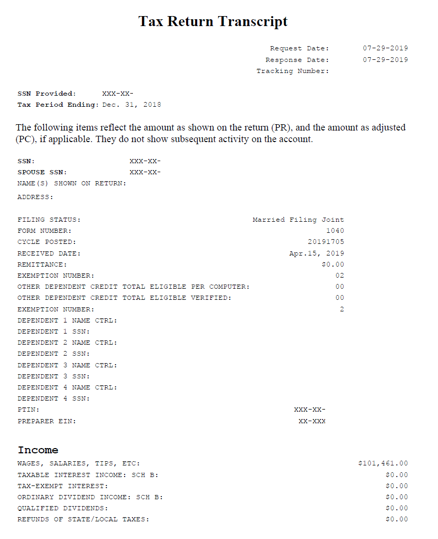 Tax Return Transcript
Request Date: 07-29-2019
Response Date: 07-29-2019
Tracking Number:
SSN Provided: XXX-XX-
Tax Period Ending: Dec. 31, 2018
The following items reflect the amount as shown on the return (PR), and the amount as adjusted
(PC), if applicable. They do not show subsequent activity on the account.
SSN: XXX-XX-
SPOUSE SSN: XXX-XX-
NAME(S) SHOWN ON RETURN:
ADDRESS:
FILING STATUS: Married Filing Joint
FORM NUMBER: 1040
CYCLE POSTED: 20191705
RECEIVED DATE: Apr.15, 2019
REMITTANCE: $0.00
EXEMPTION NUMBER: 02
OTHER DEPENDENT CREDIT TOTAL ELIGIBLE PER COMPUTER: 00
OTHER DEPENDENT CREDIT TOTAL ELIGIBLE VERIFIED: 00
EXEMPTION NUMBER: 2
DEPENDENT 1 NAME CTRL:
DEPENDENT 1 SSN:
DEPENDENT 2 NAME CTRL:
DEPENDENT 2 SSN:
DEPENDENT 3 NAME CTRL:
DEPENDENT 3 SSN:
DEPENDENT 4 NAME CTRL:
DEPENDENT 4 SSN:
PTIN: XXX-XX-
PREPARER EIN: XX-XXX
Income
WAGES, SALARIES, TIPS, ETC: $101,461.00
TAXABLE INTEREST INCOME: SCH B: $0.00
TAX-EXEMPT INTEREST: $0.00
ORDINARY DIVIDEND INCOME: SCH B: $0.00
QUALIFIED DIVIDENDS: $0.00
REFUNDS OF STATE/LOCAL TAXES: $0.00